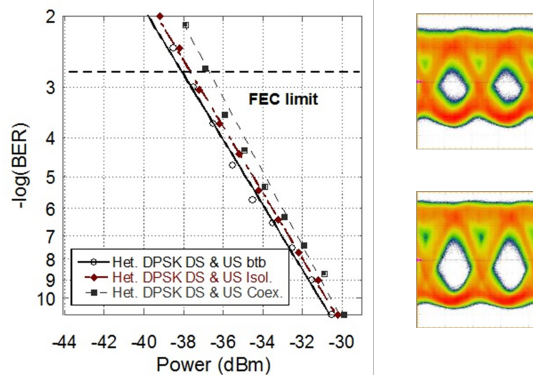 2
3
FEC limit
4
-log(BER)
5
6
7
8
9
10
Het. DPSK DS & US btb
Het. DPSK DS & US Isol.
Het. DPSK DS & US Coex.
-44 -42 -40 -38 -36 -34 -32 -30
Power (dBm)